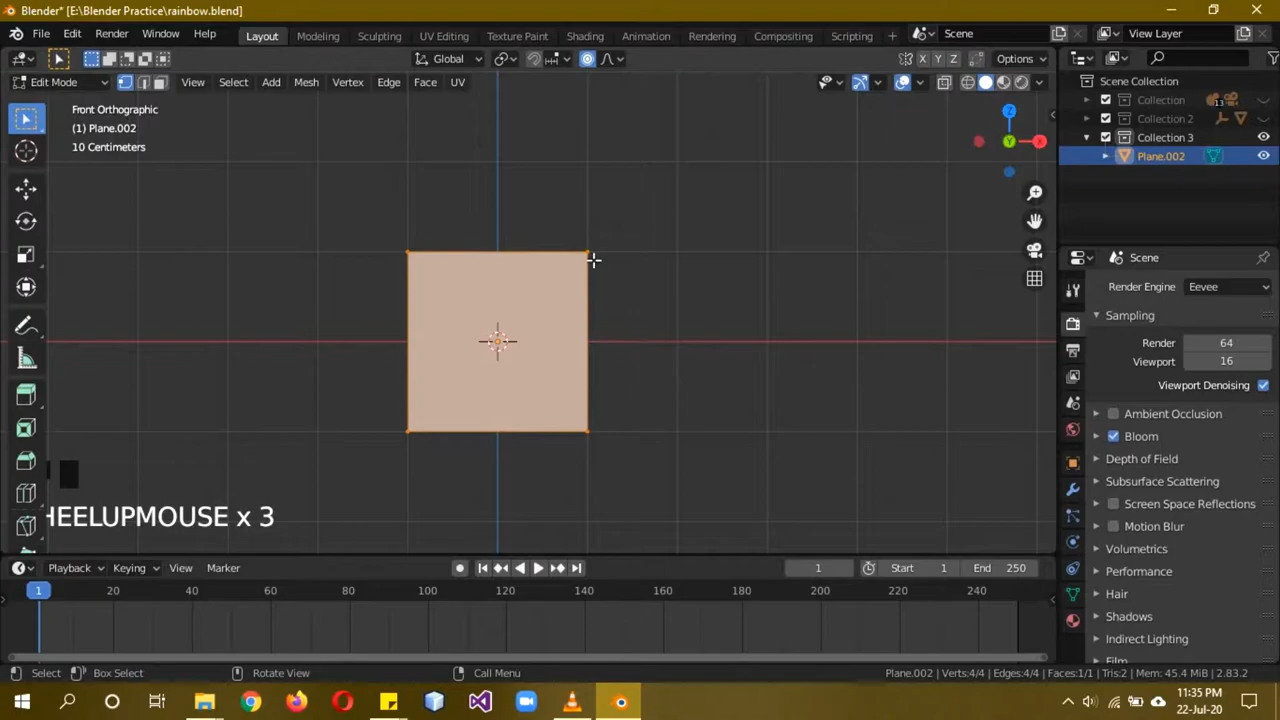 Blender* [E:\Blender Practice\rainbow.blend]
File Edit Render Window Help Layout Modeling Sculpting UV Editing Texture Paint Shading Animation Rendering Compositing Scripting + Scene View Layer
Global X Y Z Options
Edit Mode View Select Add Mesh Vertex Edge Face UV
Front Orthographic
(1) Plane.002
10 Centimeters
Z
X
Y
Scene Collection
Collection 13
Collection 2
Collection 3
Plane.002
Scene
Render Engine Eevee
Sampling
Render 64
Viewport 16
Viewport Denoising
Ambient Occlusion
Bloom
Depth of Field
Subsurface Scattering
Screen Space Reflections
Motion Blur
Volumetrics
Performance
Hair
Shadows
Indirect Lighting
Film
HEELUPMOUSE x 3
Playback Keying View Marker 1 Start 1 End 250
1 20 40 60 80 100 120 140 160 180 200 220 240
Select Box Select Rotate View Call Menu Plane.002 | Verts:4/4 | Edges:4/4 | Faces:1/1 | Tris:2 | Mem: 45.4 MiB | 2.83.2
11:35 PM
22-Jul-20